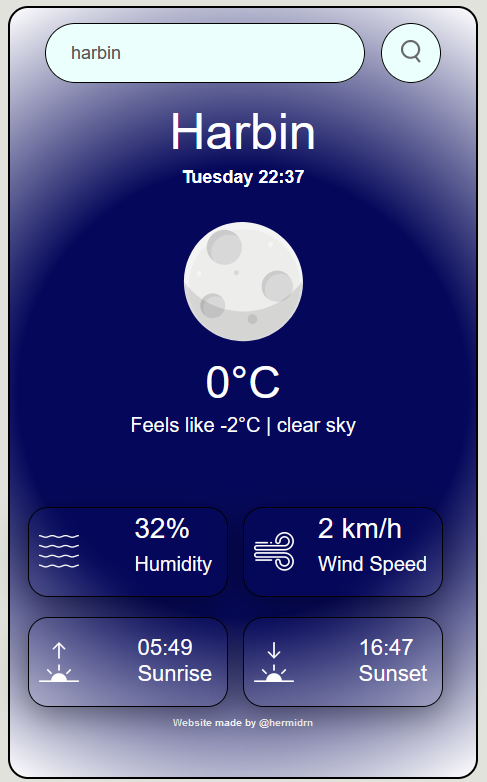 harbin
Harbin
Tuesday 22:37
0°C
Feels like -2°C | clear sky
32%
Humidity
2 km/h
Wind Speed
05:49
Sunrise
16:47
Sunset
Website made by @hermidrn